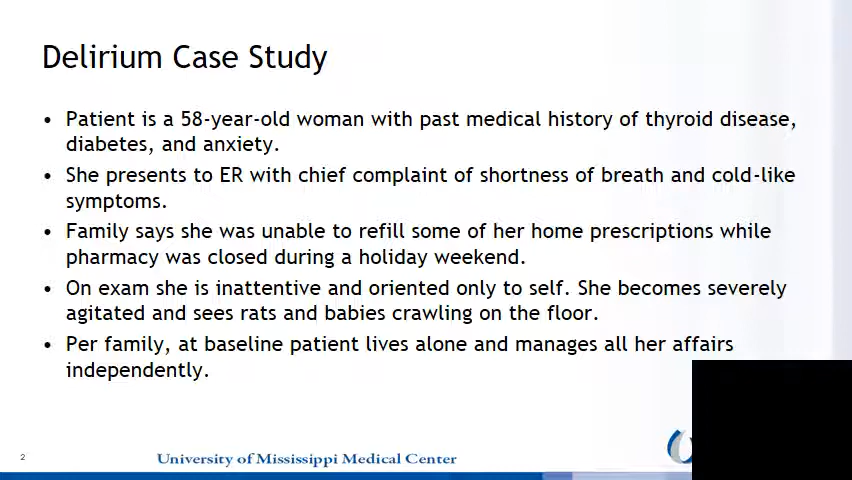 Delirium Case Study
• Patient is a 58-year-old woman with past medical history of thyroid disease,
diabetes, and anxiety.
• She presents to ER with chief complaint of shortness of breath and cold-like
symptoms.
• Family says she was unable to refill some of her home prescriptions while
pharmacy was closed during a holiday weekend.
• On exam she is inattentive and oriented only to self. She becomes severely
agitated and sees rats and babies crawling on the floor.
• Per family, at baseline patient lives alone and manages all her affairs
independently.
2
University of Mississippi Medical Center